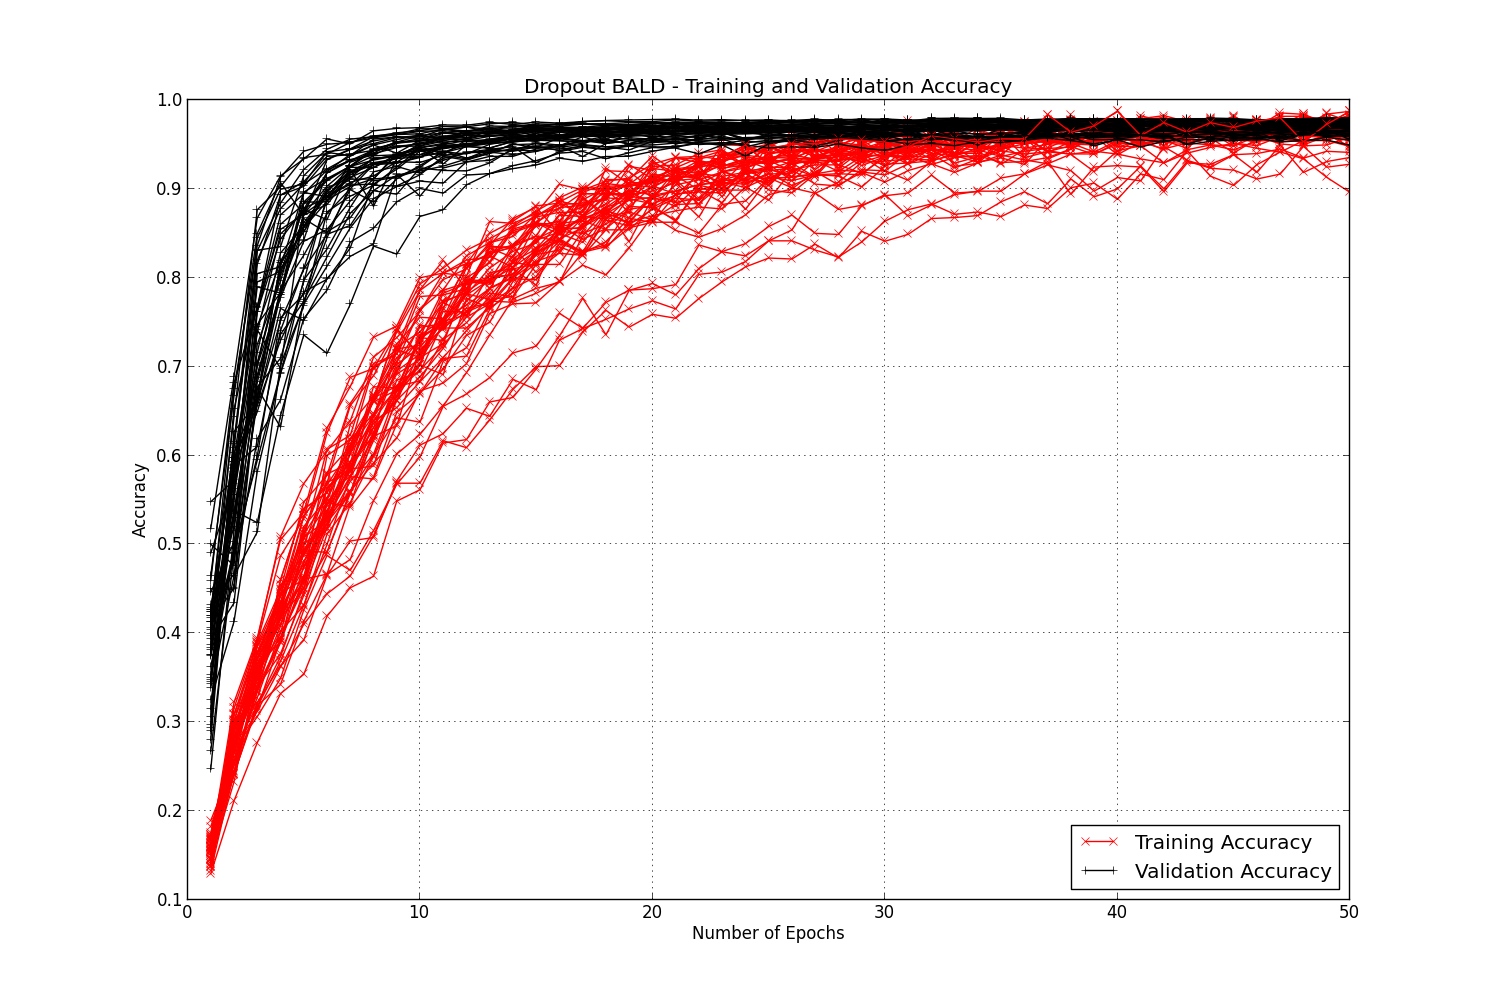 Dropout BALD - Training and Validation Accuracy
1.0
0.9
0.8
0.7
0.6
0.5
0.4
0.3
0.2
0.1
Accuracy
Training Accuracy
Validation Accuracy
0 10 20 30 40 50
Number of Epochs